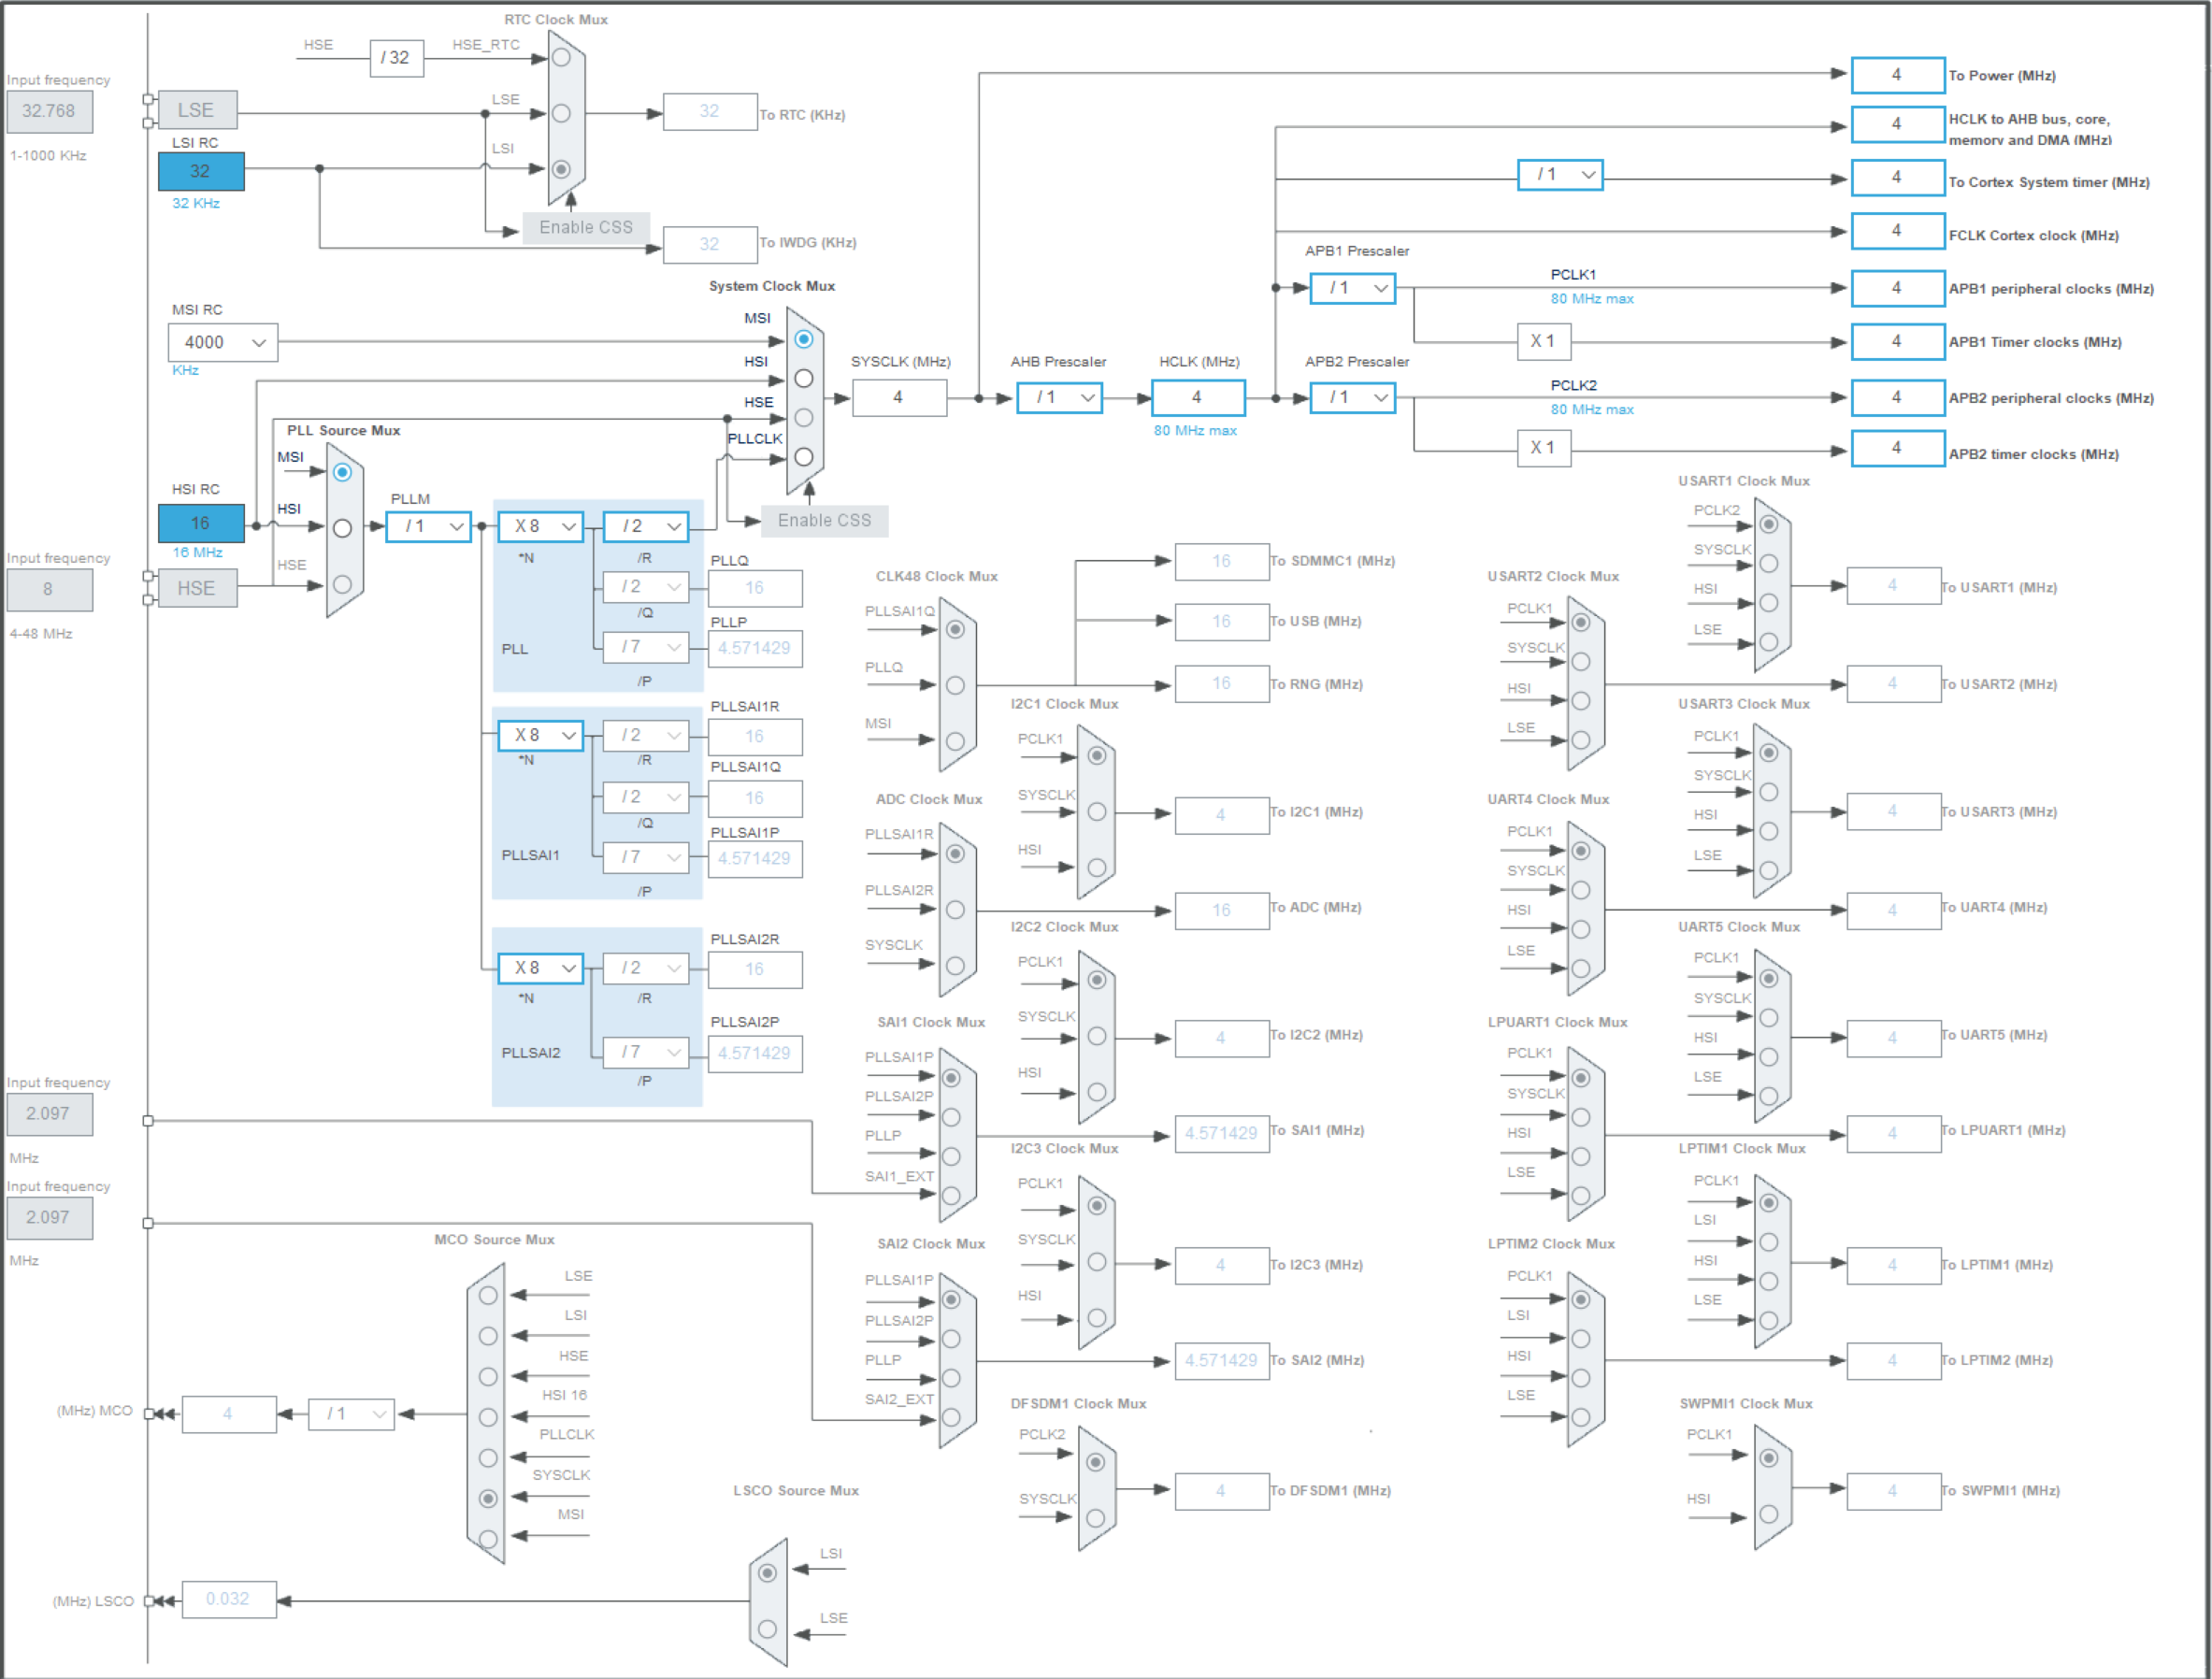 RTC Clock Mux
HSE
/ 32
HSE_RTC
Input frequency
32.768
1-1000 KHz
LSE
LSE
32
To RTC (KHz)
LSI RC
32
32 KHz
LSI
Enable CSS
32
To IWDG (KHz)
System Clock Mux
MSI RC
4000
KHz
MSI
HSI
HSE
PLLCLK
SYSCLK (MHz)
4
AHB Prescaler
/ 1
HCLK (MHz)
4
80 MHz max
Enable CSS
4
To Power (MHz)
4
HCLK to AHB bus, core,
memory and DMA (MHz)
/ 1
4
To Cortex System timer (MHz)
4
FCLK Cortex clock (MHz)
APB1 Prescaler
/ 1
PCLK1
80 MHz max
4
APB1 peripheral clocks (MHz)
X 1
4
APB1 Timer clocks (MHz)
APB2 Prescaler
/ 1
PCLK2
80 MHz max
4
APB2 peripheral clocks (MHz)
X 1
4
APB2 timer clocks (MHz)
PLL Source Mux
MSI
HSI RC
16
16 MHz
HSI
Input frequency
8
4-48 MHz
HSE
HSE
PLLM
/ 1
X 8
*N
/ 2
/R
PLLQ
/ 2
16
/Q
PLLP
/ 7
4.571429
/P
PLL
PLLSAI1R
X 8
*N
/ 2
16
/R
PLLSAI1Q
/ 2
16
/Q
PLLSAI1P
/ 7
4.571429
/P
PLLSAI1
PLLSAI2R
X 8
*N
/ 2
16
/R
PLLSAI2P
/ 7
4.571429
/P
PLLSAI2
CLK48 Clock Mux
PLLSAI1Q
PLLQ
MSI
16
To SDMMC1 (MHz)
16
To USB (MHz)
16
To RNG (MHz)
I2C1 Clock Mux
PCLK1
SYSCLK
HSI
4
To I2C1 (MHz)
ADC Clock Mux
PLLSAI1R
PLLSAI2R
SYSCLK
16
To ADC (MHz)
I2C2 Clock Mux
PCLK1
SYSCLK
HSI
4
To I2C2 (MHz)
SAI1 Clock Mux
PLLSAI1P
PLLSAI2P
PLLP
SAI1_EXT
4.571429
To SAI1 (MHz)
I2C3 Clock Mux
PCLK1
SYSCLK
HSI
4
To I2C3 (MHz)
SAI2 Clock Mux
PLLSAI1P
PLLSAI2P
PLLP
SAI2_EXT
4.571429
To SAI2 (MHz)
DFSDM1 Clock Mux
PCLK2
SYSCLK
4
To DFSDM1 (MHz)
USART1 Clock Mux
PCLK2
SYSCLK
HSI
LSE
4
To USART1 (MHz)
USART2 Clock Mux
PCLK1
SYSCLK
HSI
LSE
4
To USART2 (MHz)
USART3 Clock Mux
PCLK1
SYSCLK
HSI
LSE
4
To USART3 (MHz)
UART4 Clock Mux
PCLK1
SYSCLK
HSI
LSE
4
To UART4 (MHz)
UART5 Clock Mux
PCLK1
SYSCLK
HSI
LSE
4
To UART5 (MHz)
LPUART1 Clock Mux
PCLK1
SYSCLK
HSI
LSE
4
To LPUART1 (MHz)
LPTIM1 Clock Mux
PCLK1
LSI
HSI
LSE
4
To LPTIM1 (MHz)
LPTIM2 Clock Mux
PCLK1
LSI
HSI
LSE
4
To LPTIM2 (MHz)
SWPMI1 Clock Mux
PCLK1
HSI
4
To SWPMI1 (MHz)
Input frequency
2.097
MHz
Input frequency
2.097
MHz
MCO Source Mux
LSE
LSI
HSE
HSI 16
PLLCLK
SYSCLK
MSI
(MHz) MCO
4
/ 1
LSCO Source Mux
LSI
LSE
(MHz) LSCO
0.032